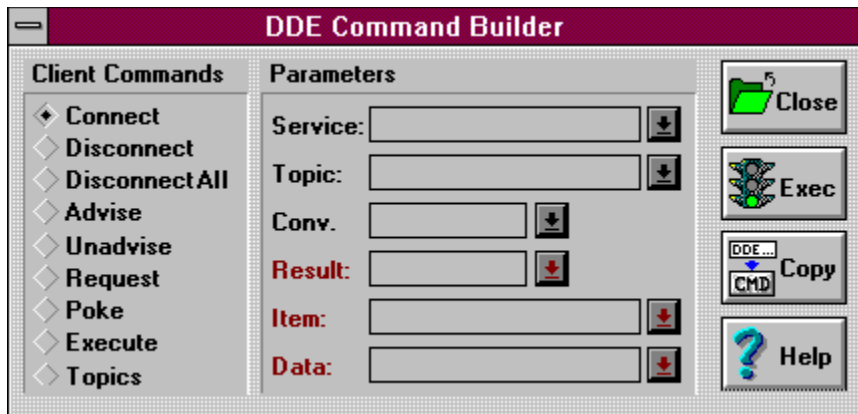 DDE Command Builder
Client Commands
Connect
Disconnect
DisconnectAll
Advise
Unadvise
Request
Poke
Execute
Topics
Parameters
Service:
Topic:
Conv.
Result:
Item:
Data:
Close
Exec
DDE...
CMD
Copy
? Help